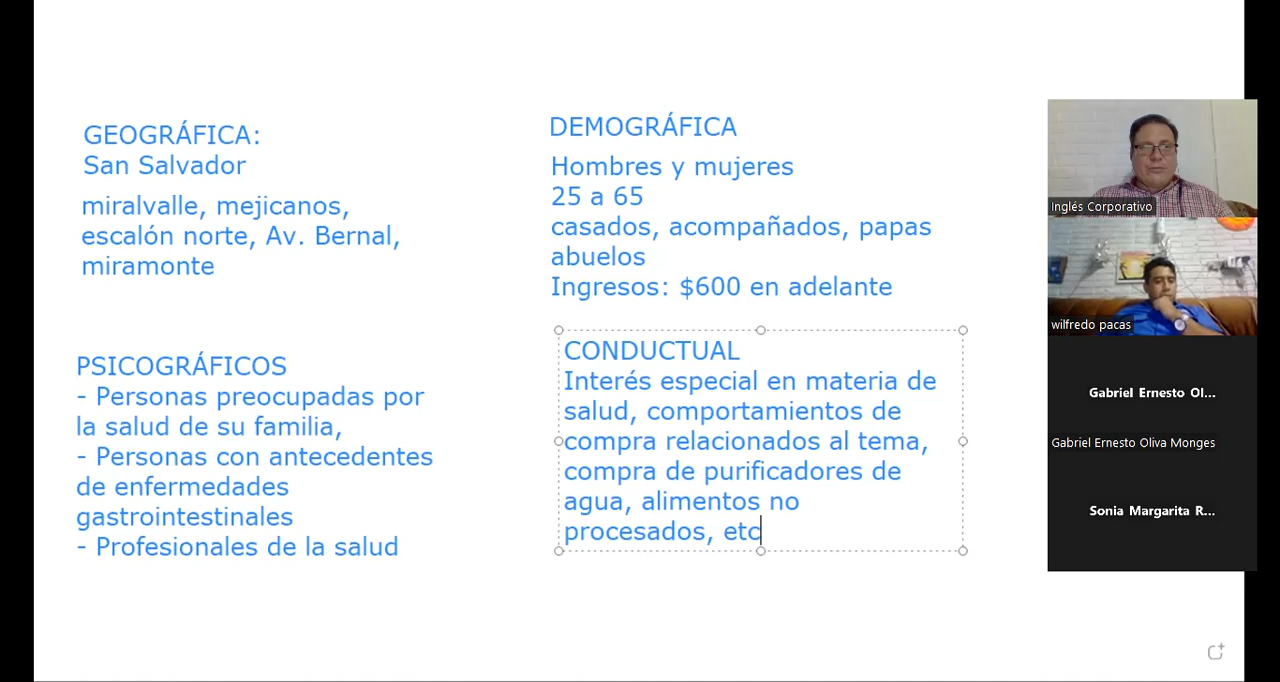 GEOGRÁFICA:
San Salvador
miralvalle, mejicanos,
escalón norte, Av. Bernal,
miramonte
DEMOGRÁFICA
Hombres y mujeres
25 a 65
casados, acompañados, papas
abuelos
Ingresos: $600 en adelante
PSICOGRÁFICOS
- Personas preocupadas por
la salud de su familia,
- Personas con antecedentes
de enfermedades
gastrointestinales
- Profesionales de la salud
CONDUCTUAL
Interés especial en materia de
salud, comportamientos de
compra relacionados al tema,
compra de purificadores de
agua, alimentos no
procesados, etc
Inglés Corporativo
wilfredo pacas
Gabriel Ernesto Ol...
Gabriel Ernesto Oliva Monges
Sonia Margarita R...